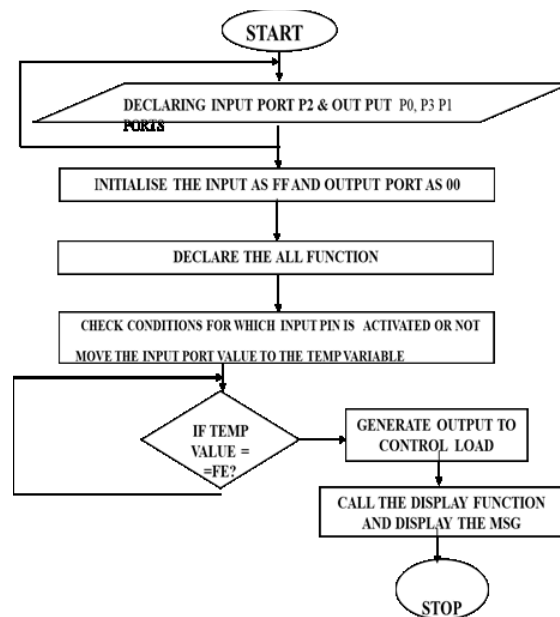 START
DECLARING INPUT PORT P2 & OUT PUT P0, P3 P1
PORTS
INITIALISE THE INPUT AS FF AND OUTPUT PORT AS 00
DECLARE THE ALL FUNCTION
CHECK CONDITIONS FOR WHICH INPUT PIN IS ACTIVATED OR NOT
MOVE THE INPUT PORT VALUE TO THE TEMP VARIABLE
IF TEMP
VALUE =
=FE?
GENERATE OUTPUT TO
CONTROL LOAD
CALL THE DISPLAY FUNCTION
AND DISPLAY THE MSG
STOP